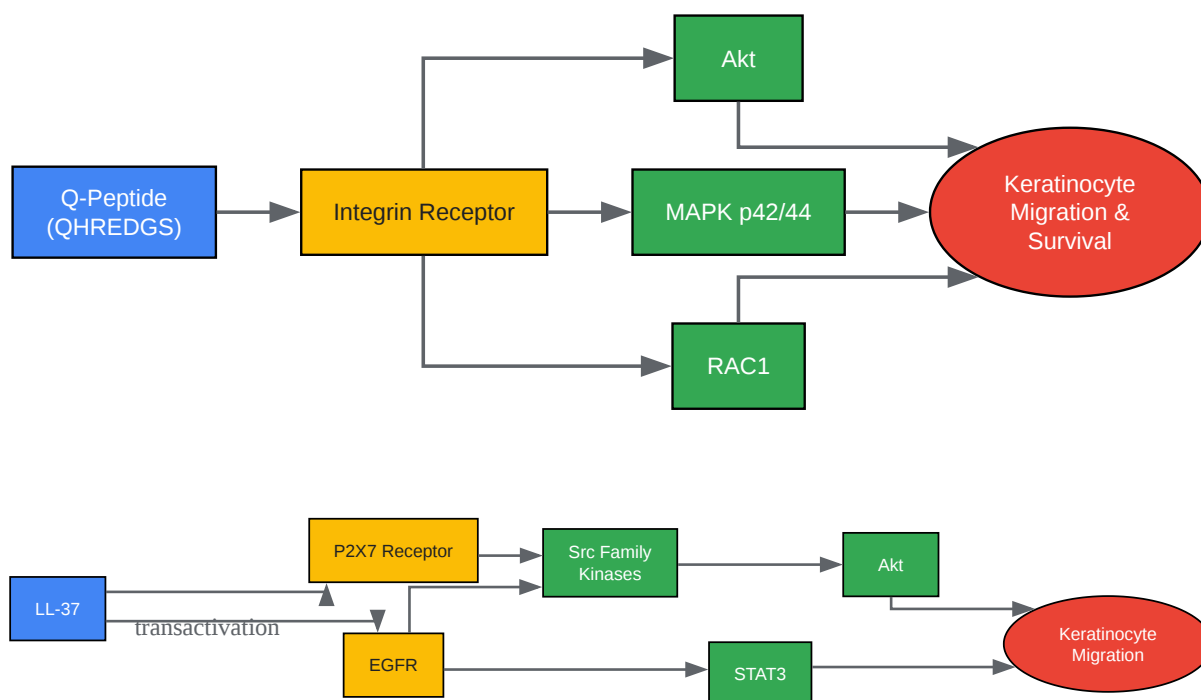 Akt
Q-Peptide
(QHREDGS)
Integrin Receptor
MAPK p42/44
Keratinocyte
Migration &
Survival
RAC1
P2X7 Receptor
Src Family
Kinases
Akt
LL-37
transactivation
EGFR
STAT3
Keratinocyte
Migration